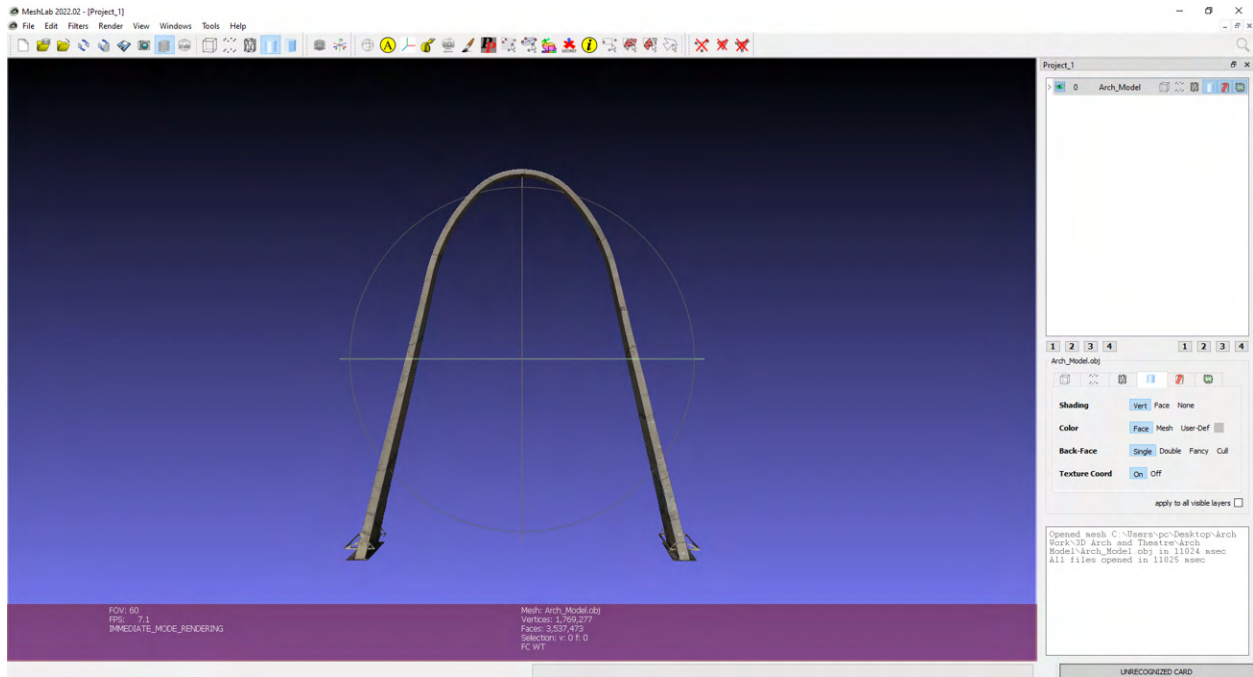 MeshLab 2022.02 - [Project_1]
File Edit Filters Render View Windows Tools Help
Project_1
0 Arch_Model
1 2 3 4 1 2 3 4
Arch_Model.obj
Shading Vert Face None
Color Face Mesh User-Def
Back-Face Single Double Fancy Cull
Texture Coord On Off
apply to all visible layers
Opened mesh C:\Users\pc\Desktop\Arch
Work\3D Arch and Theatre\Arch
Model\Arch_Model.obj in 11024 msec
All files opened in 11025 msec
FOV: 60
FPS: 7.1
IMMEDIATE_MODE_RENDERING
Mesh: Arch_Model.obj
Vertices: 1,769,277
Faces: 3,537,473
Selection: v: 0 f: 0
FC WT
UNRECOGNIZED CARD